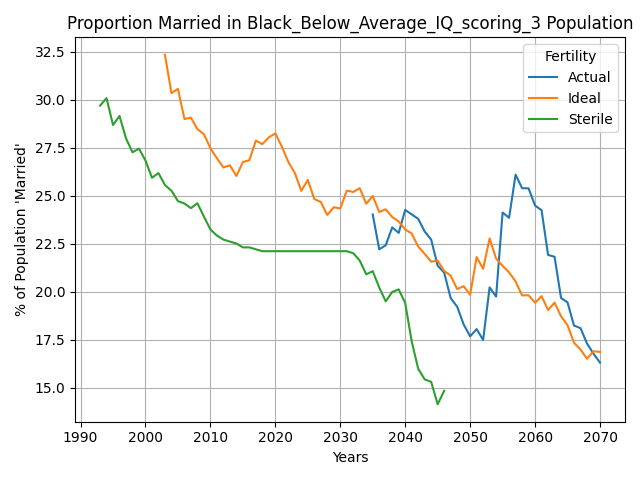 Proportion Married in Black_Below_Average_IQ_scoring_3 Population
% of Population 'Married'
32.5
30.0
27.5
25.0
22.5
20.0
17.5
15.0
Fertility
Actual
Ideal
Sterile
1990 2000 2010 2020 2030 2040 2050 2060 2070
Years